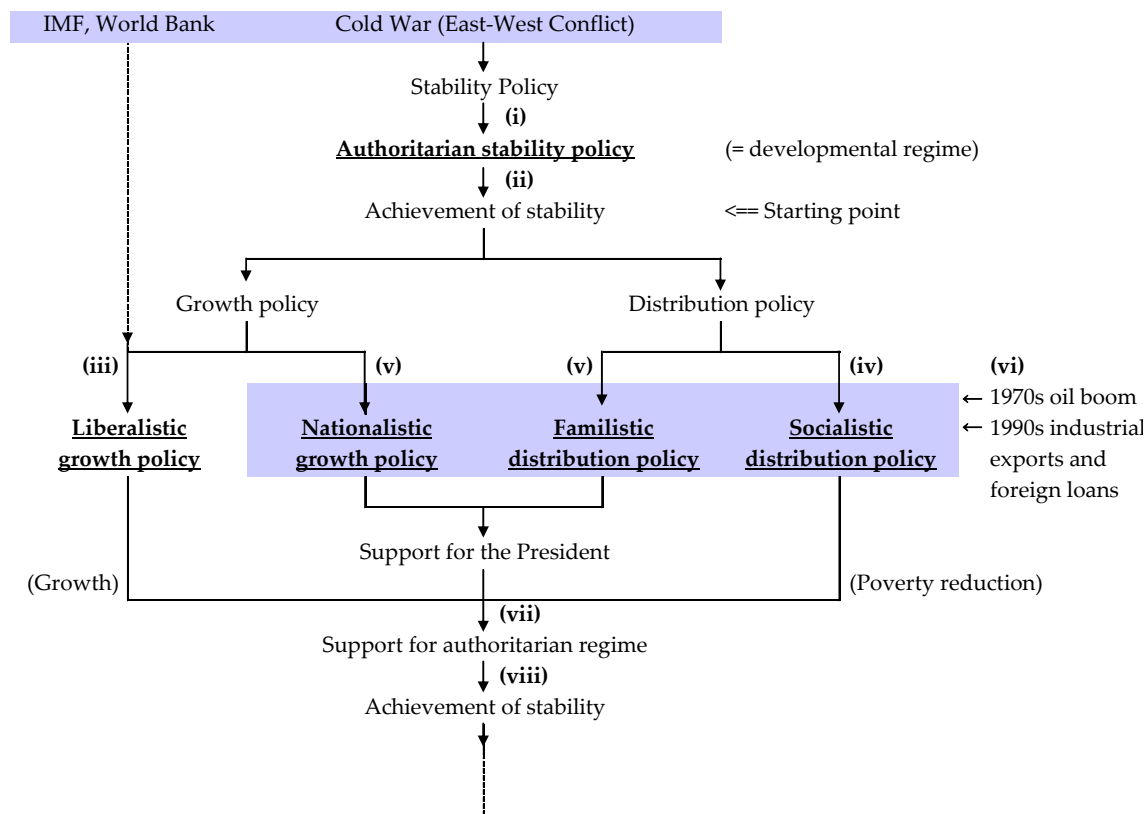 IMF, World Bank
Cold War (East-West Conflict)
Stability Policy
(i)
Authoritarian stability policy
(= developmental regime)
(ii)
Achievement of stability
<== Starting point
Growth policy
Distribution policy
(iii)
(v)
(v)
(iv)
(vi)
← 1970s oil boom
Liberalistic
growth policy
Nationalistic
growth policy
Familistic
distribution policy
Socialistic
distribution policy
← 1990s industrial
exports and
foreign loans
Support for the President
(Growth)
(Poverty reduction)
(vii)
Support for authoritarian regime
(viii)
Achievement of stability